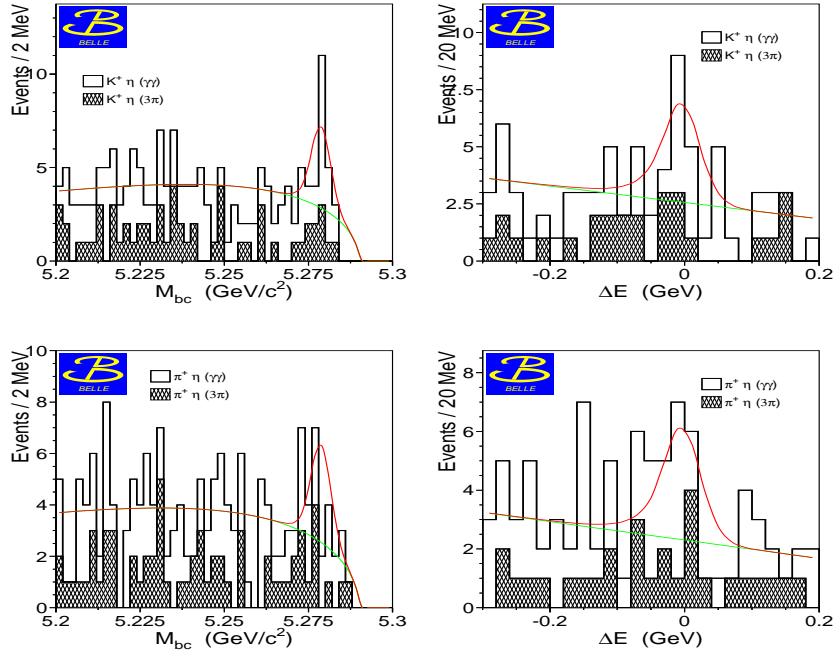 Events / 2 MeV
BELLE
K+ η (γγ)
K+ η (3π)
10
5
0
5.2
5.225
5.25
5.275
5.3
Mbc (GeV/c2)
Events / 20 MeV
BELLE
K+ η (γγ)
K+ η (3π)
10
7.5
5
2.5
0
-0.2
0
0.2
ΔE (GeV)
Events / 2 MeV
BELLE
π+ η (γγ)
π+ η (3π)
10
8
6
4
2
0
5.2
5.225
5.25
5.275
5.3
Mbc (GeV/c2)
Events / 20 MeV
BELLE
π+ η (γγ)
π+ η (3π)
8
6
4
2
0
-0.2
0
0.2
ΔE (GeV)